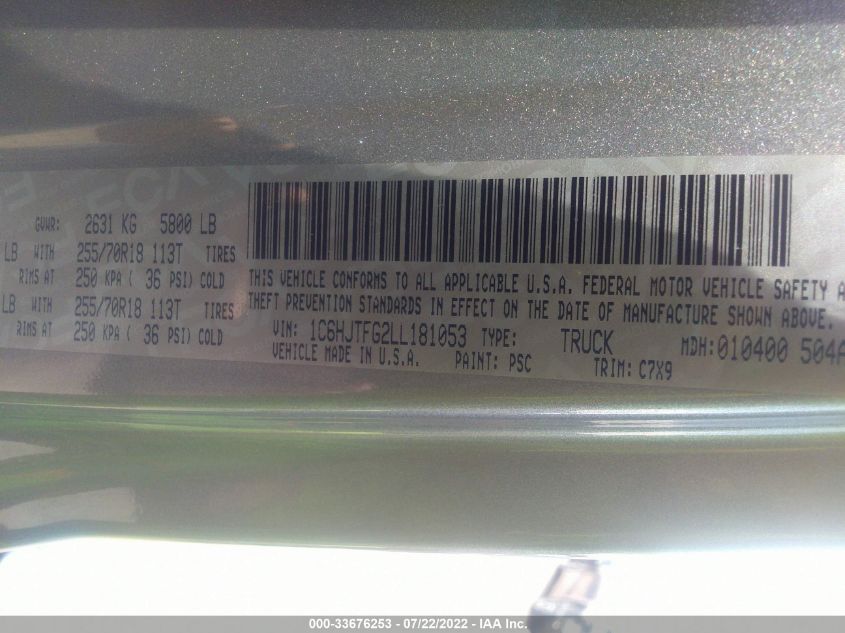 GVWR: 2631 KG 5800 LB
LB WITH 255/70R18 113T TIRES
RIMS AT 250 KPA ( 36 PSI) COLD
LB WITH 255/70R18 113T TIRES
RIMS AT 250 KPA ( 36 PSI) COLD
THIS VEHICLE CONFORMS TO ALL APPLICABLE U.S.A. FEDERAL MOTOR VEHICLE SAFETY A
THEFT PREVENTION STANDARDS IN EFFECT ON THE DATE OF MANUFACTURE SHOWN ABOVE.
VIN: 1C6HJTFG2LL181053 TYPE: TRUCK MDH: 010400 504A
VEHICLE MADE IN U.S.A. PAINT: PSC TRIM: C7X9
000-33676253 - 07/22/2022 - IAA Inc.